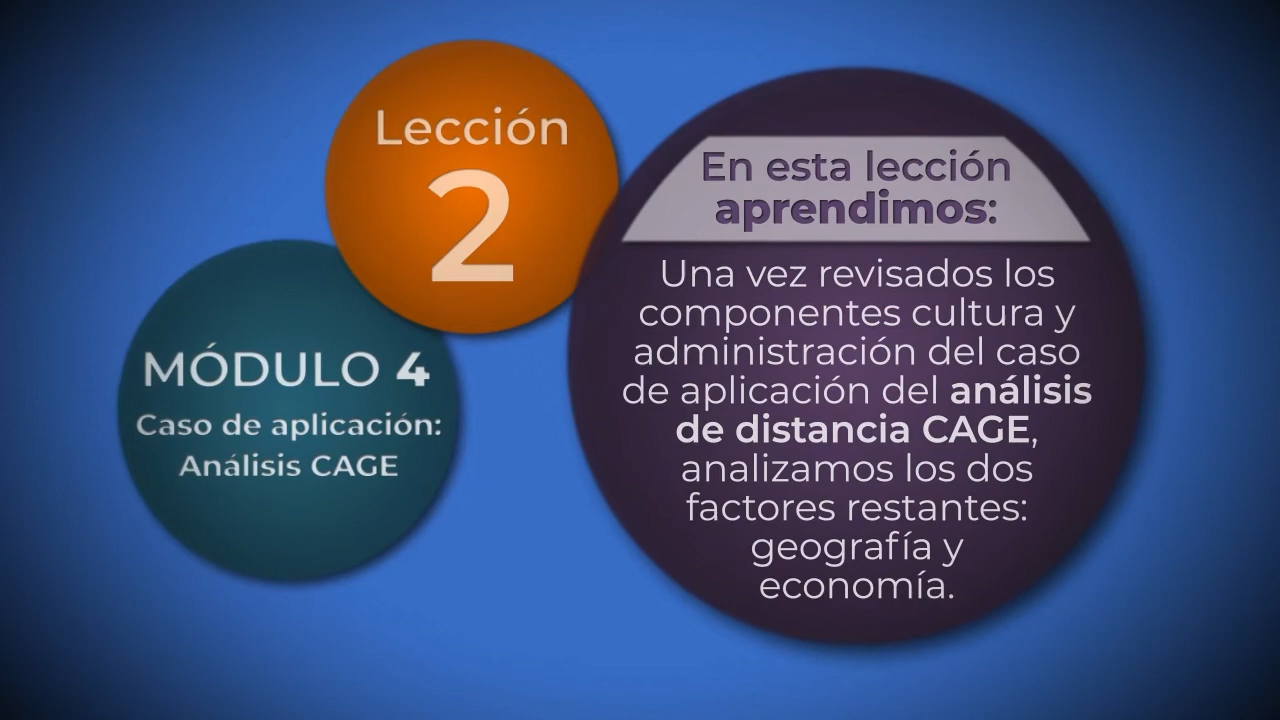 Lección
2
MÓDULO 4
Caso de aplicación:
Análisis CAGE
En esta lección
aprendimos:
Una vez revisados los
componentes cultura y
administración del caso
de aplicación del análisis
de distancia CAGE,
analizamos los dos
factores restantes:
geografía y
economía.